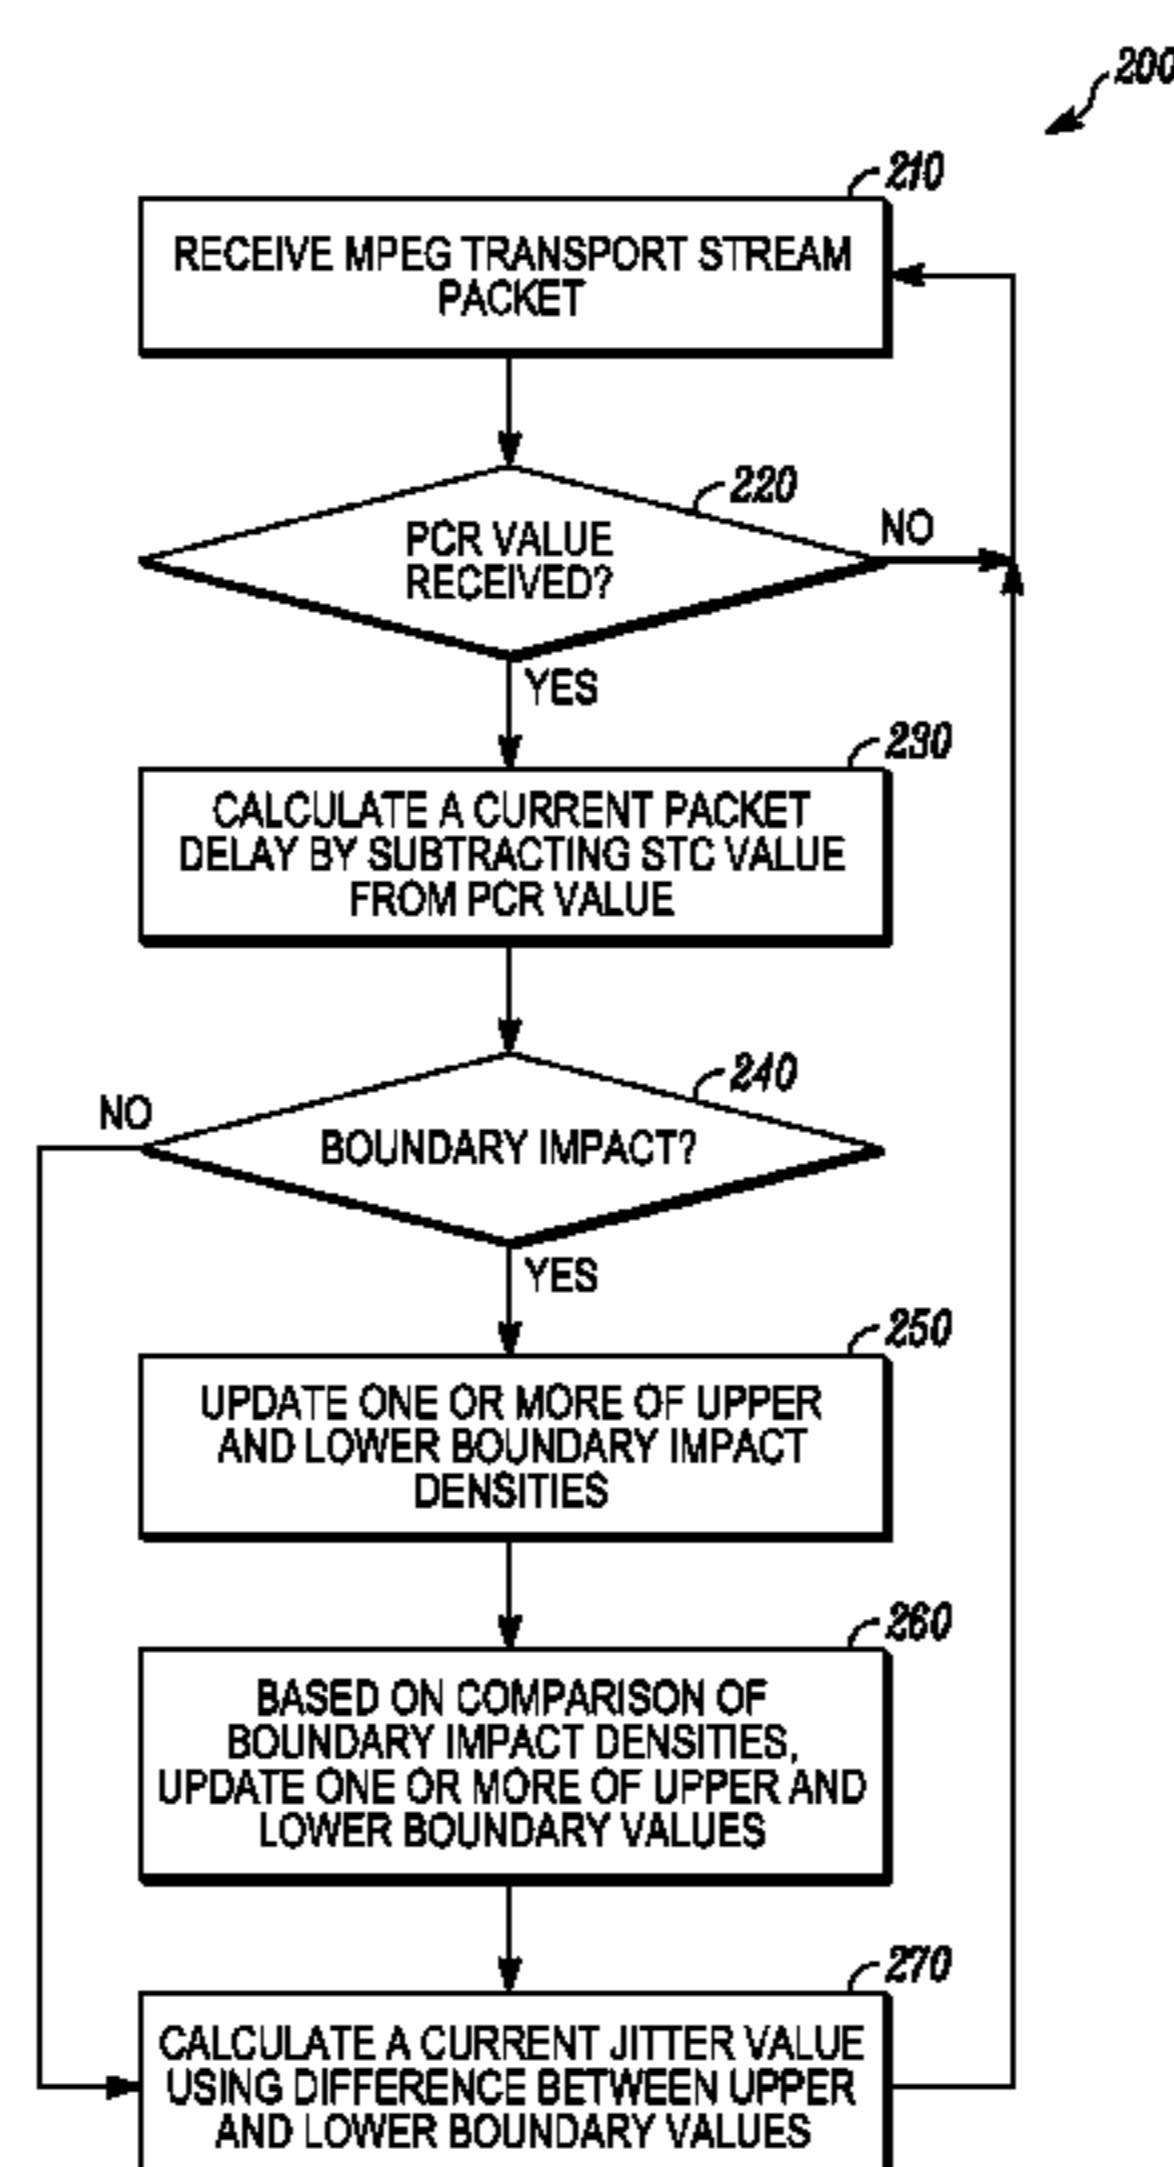 200
210
RECEIVE MPEG TRANSPORT STREAM
PACKET
220
PCR VALUE
RECEIVED?
NO
YES
230
CALCULATE A CURRENT PACKET
DELAY BY SUBTRACTING STC VALUE
FROM PCR VALUE
240
NO
BOUNDARY IMPACT?
YES
250
UPDATE ONE OR MORE OF UPPER
AND LOWER BOUNDARY IMPACT
DENSITIES
260
BASED ON COMPARISON OF
BOUNDARY IMPACT DENSITIES,
UPDATE ONE OR MORE OF UPPER AND
LOWER BOUNDARY VALUES
270
CALCULATE A CURRENT JITTER VALUE
USING DIFFERENCE BETWEEN UPPER
AND LOWER BOUNDARY VALUES